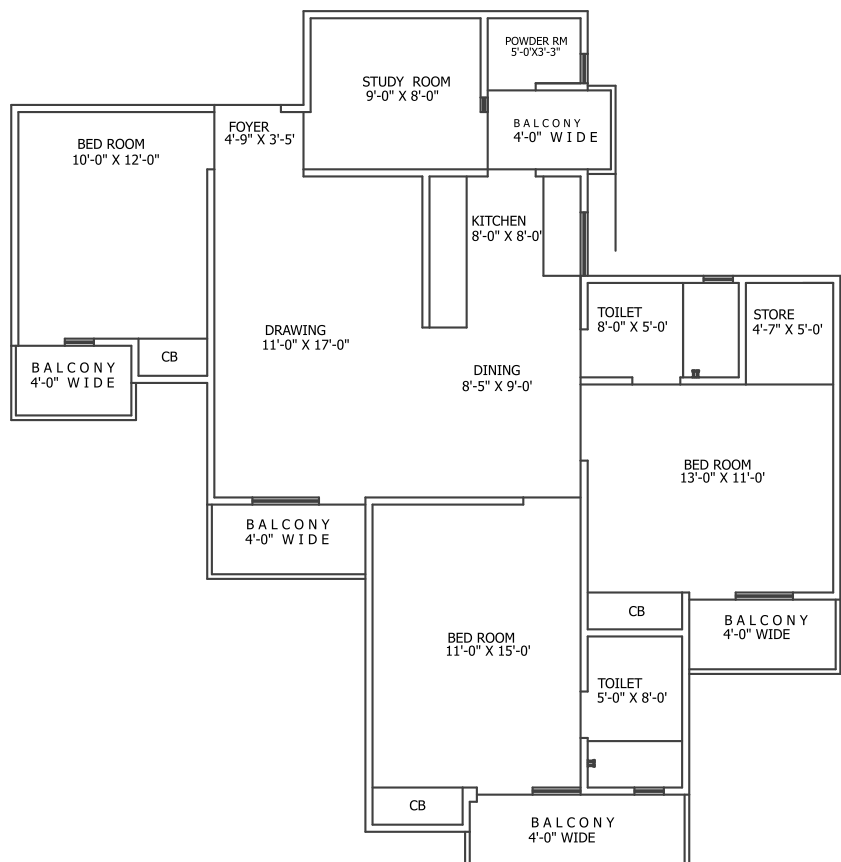 POWDER RM
5'-0'X3'-3"
STUDY ROOM
9'-0" X 8'-0"
FOYER
4'-9" X 3'-5'
BALCONY
4'-0" WIDE
BED ROOM
10'-0" X 12'-0"
KITCHEN
8'-0" X 8'-0'
TOILET
8'-0" X 5'-0'
STORE
4'-7" X 5'-0'
DRAWING
11'-0" X 17'-0"
CB
BALCONY
4'-0" WIDE
DINING
8'-5" X 9'-0'
BED ROOM
13'-0" X 11'-0'
BALCONY
4'-0" WIDE
CB
BALCONY
4'-0" WIDE
BED ROOM
11'-0" X 15'-0'
TOILET
5'-0" X 8'-0'
CB
BALCONY
4'-0" WIDE